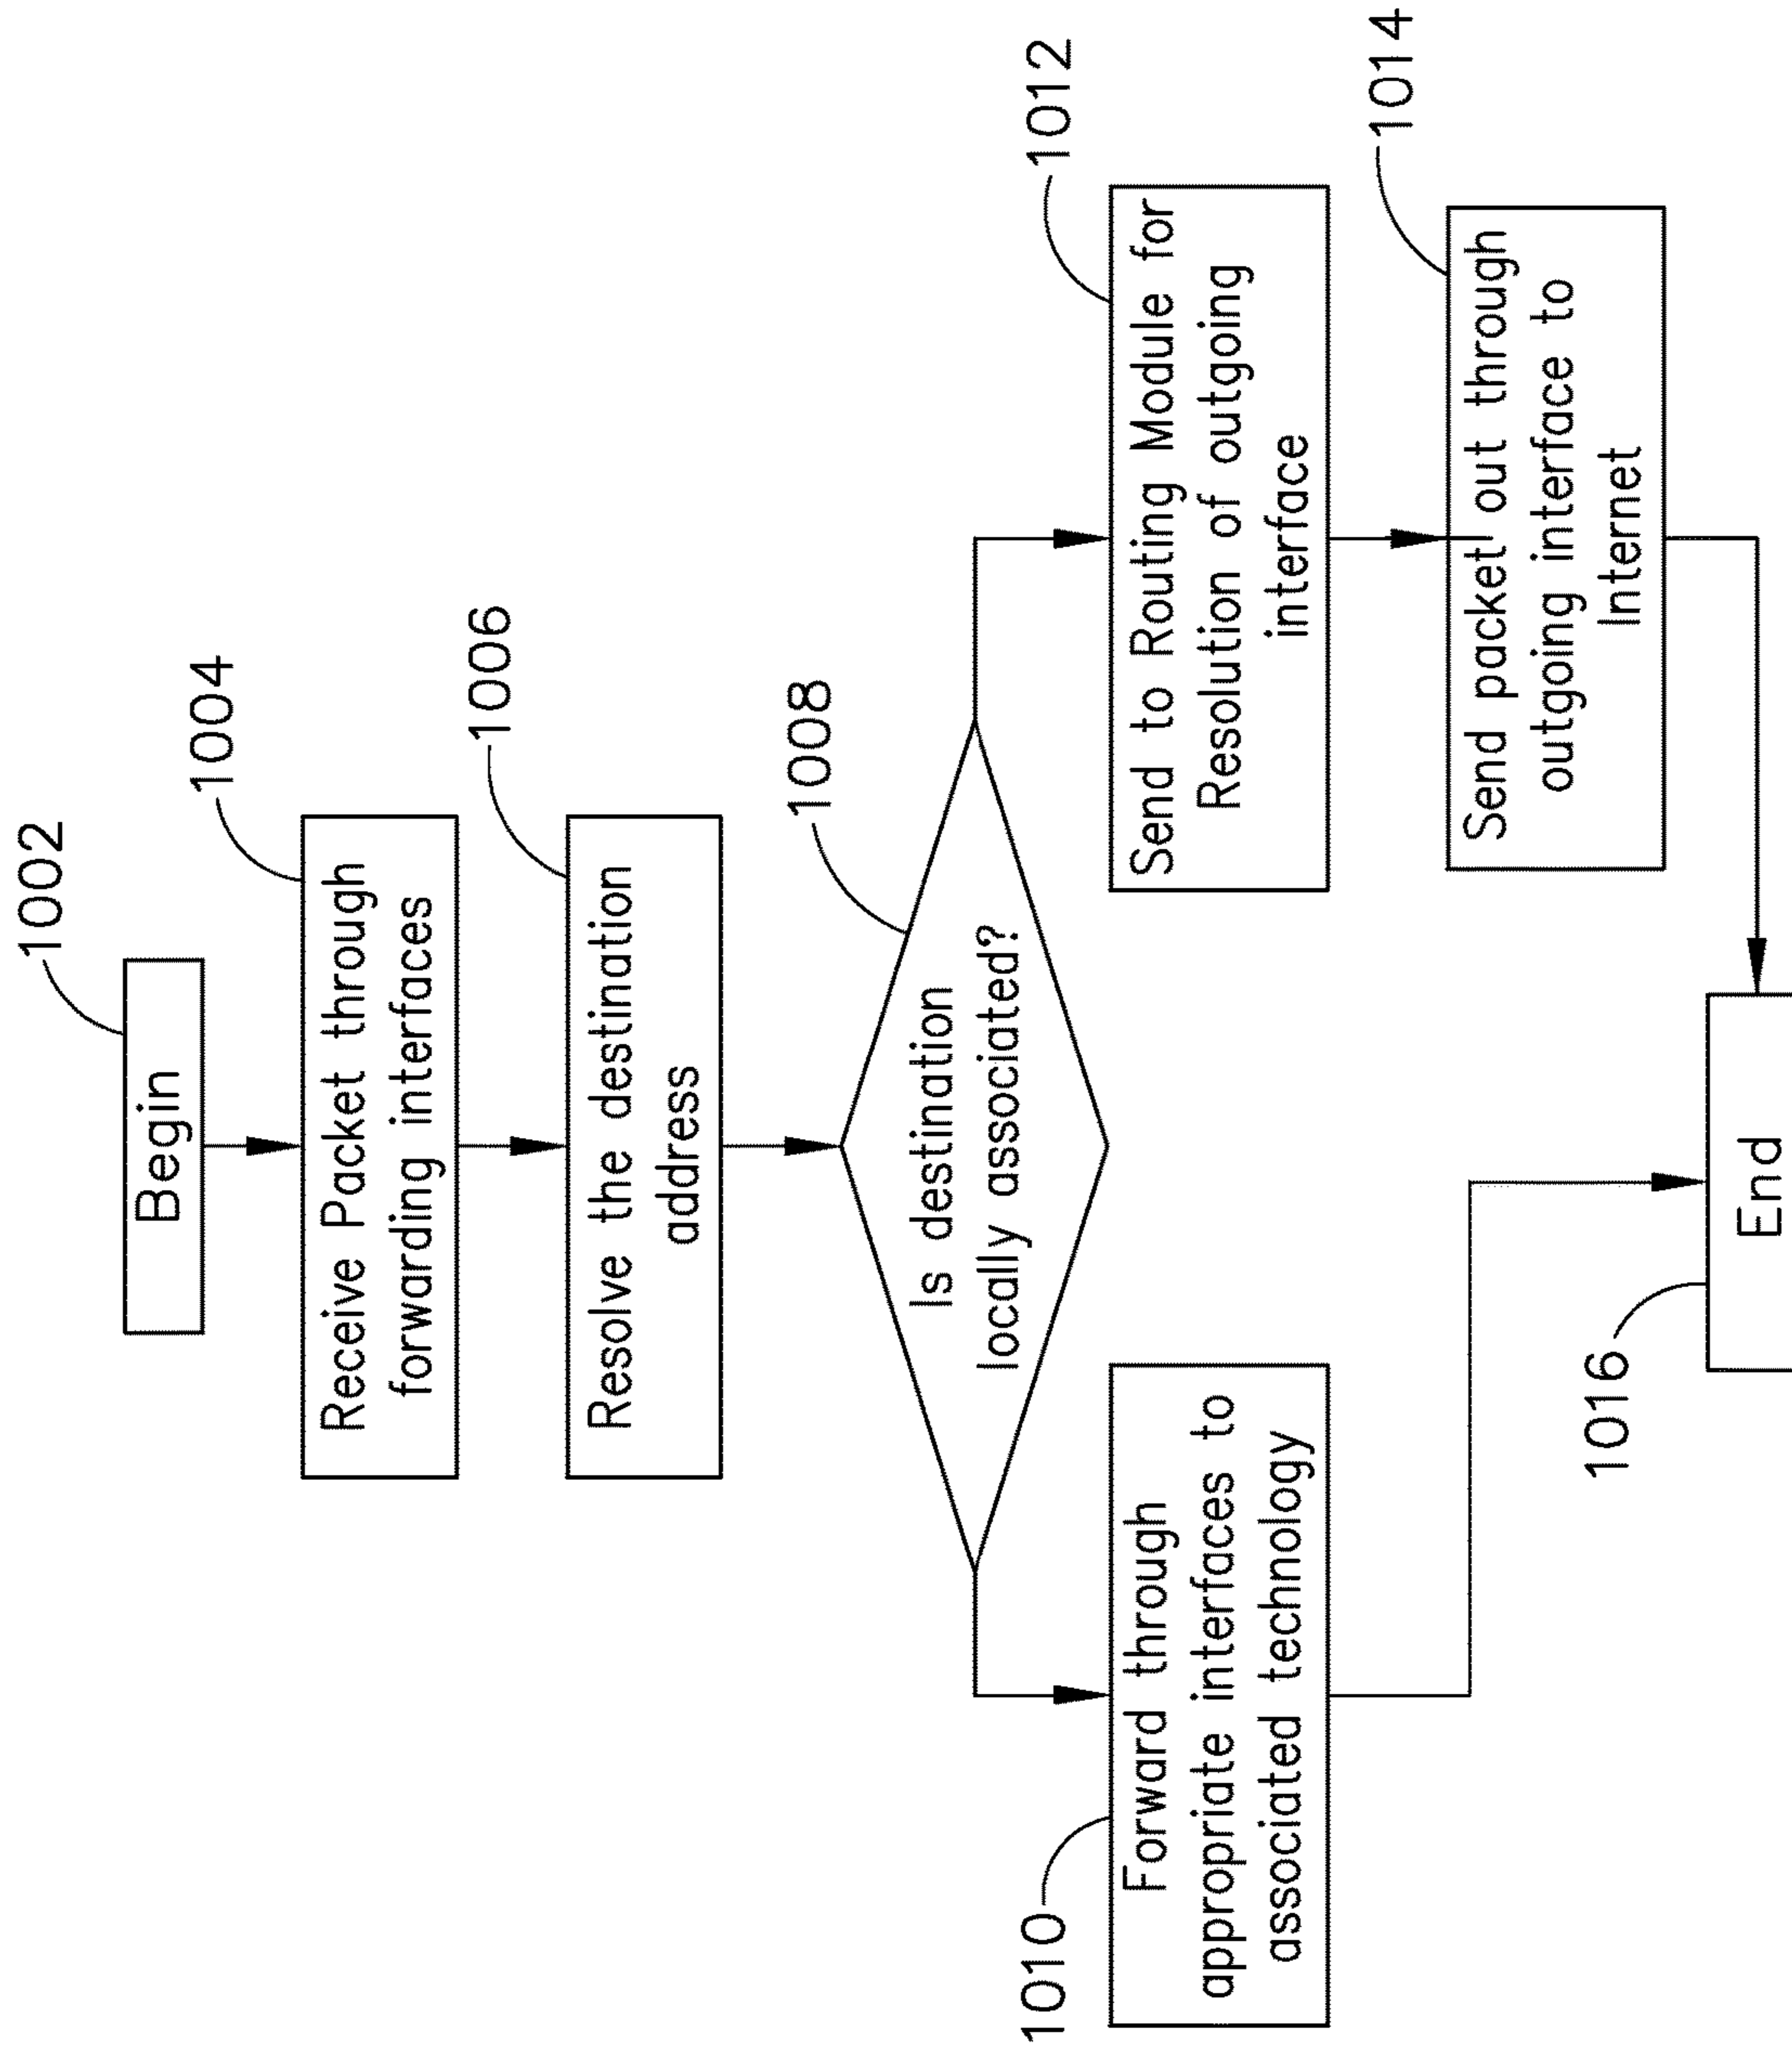 1002
Begin
1004
Receive Packet through
forwarding interfaces
1006
Resolve the destination
address
1008
Is destination
locally associated?
1010
Forward through
appropriate interfaces to
associated technology
1012
Send to Routing Module for
Resolution of outgoing
interface
1014
Send packet out through
outgoing interface to
Internet
1016
End